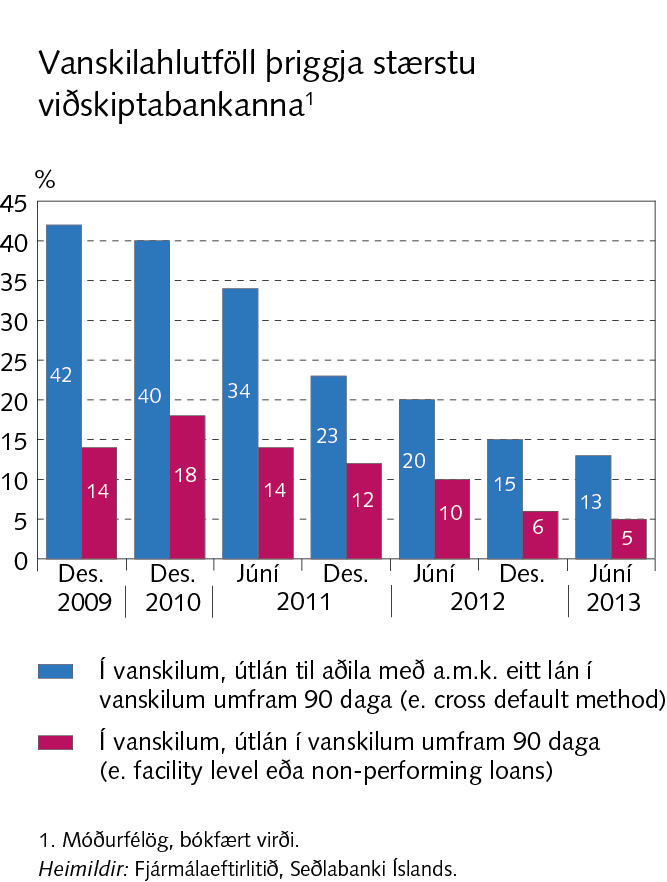 Vanskilahlutföll þriggja stærstu
viðskiptabankanna¹
%
45
40
35
30
25
20
15
10
5
0
42
14
40
18
34
14
23
12
20
10
15
6
13
5
Des. Des. Júní Des. Júní Des. Júní
2009 2010 2011 2012 2013
Í vanskilum, útlán til aðila með a.m.k. eitt lán í
vanskilum umfram 90 daga (e. cross default method)
Í vanskilum, útlán í vanskilum umfram 90 daga
(e. facility level eða non-performing loans)
1. Móðurfélög, bókfært virði.
Heimildir: Fjármálaeftirlitið, Seðlabanki Íslands.